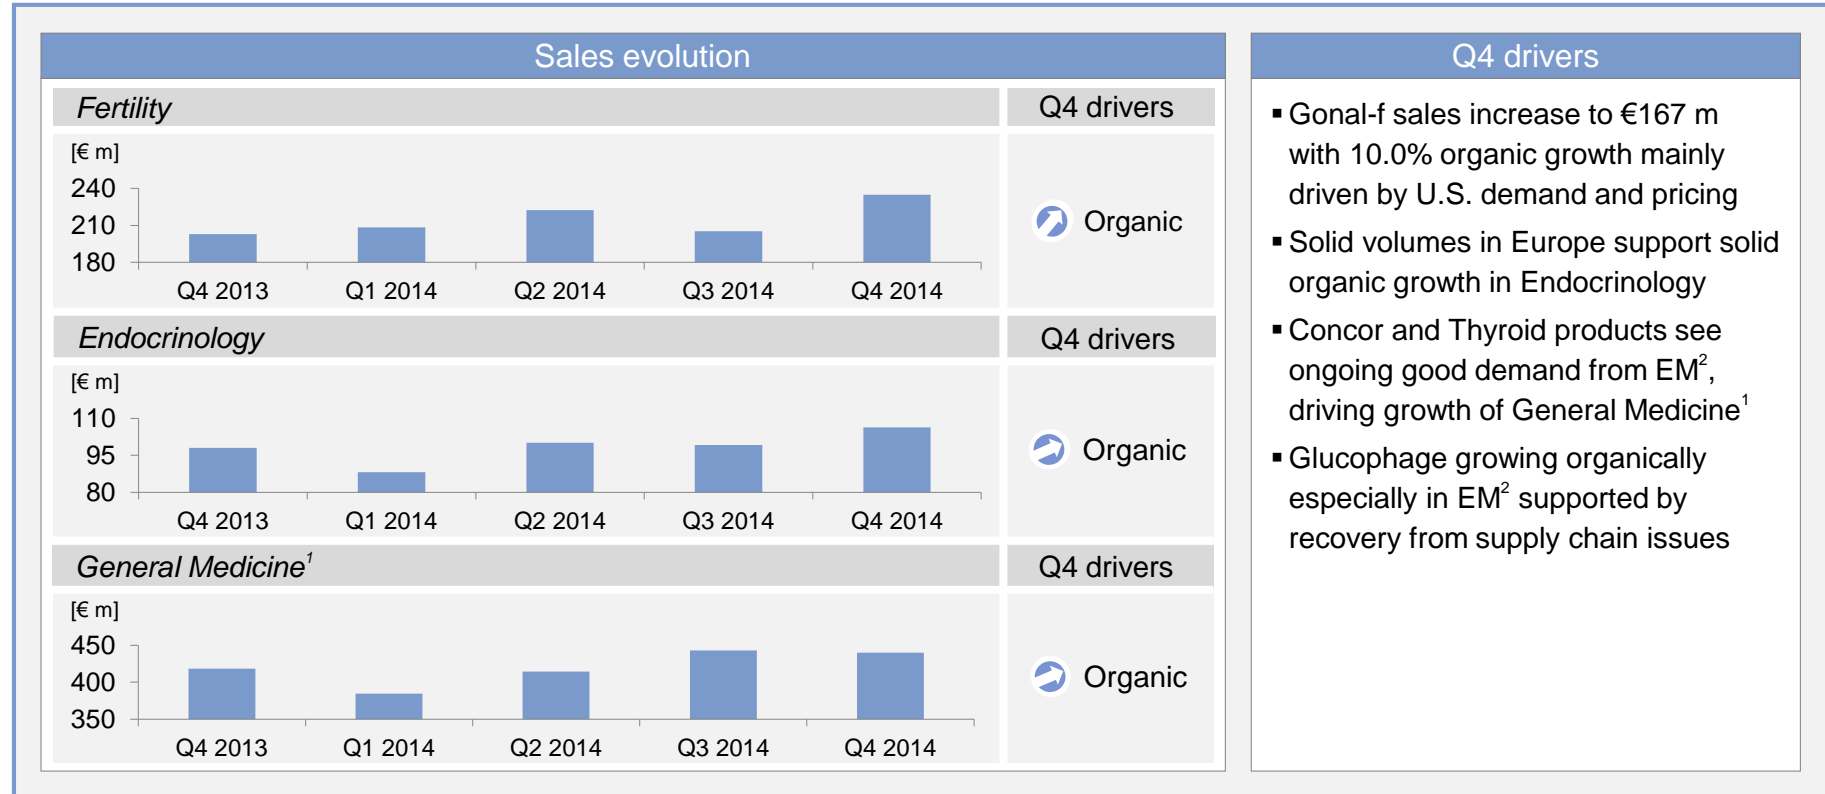 Sales evolution
Fertility
Q4 drivers
[€ m]
240
210
180
Q4 2013 Q1 2014 Q2 2014 Q3 2014 Q4 2014
Organic
Endocrinology
Q4 drivers
[€ m]
110
95
80
Q4 2013 Q1 2014 Q2 2014 Q3 2014 Q4 2014
Organic
General Medicine¹
Q4 drivers
[€ m]
450
400
350
Q4 2013 Q1 2014 Q2 2014 Q3 2014 Q4 2014
Organic
Q4 drivers
▪ Gonal-f sales increase to €167 m
with 10.0% organic growth mainly
driven by U.S. demand and pricing
▪ Solid volumes in Europe support solid
organic growth in Endocrinology
▪ Concor and Thyroid products see
ongoing good demand from EM²,
driving growth of General Medicine¹
▪ Glucophage growing organically
especially in EM² supported by
recovery from supply chain issues